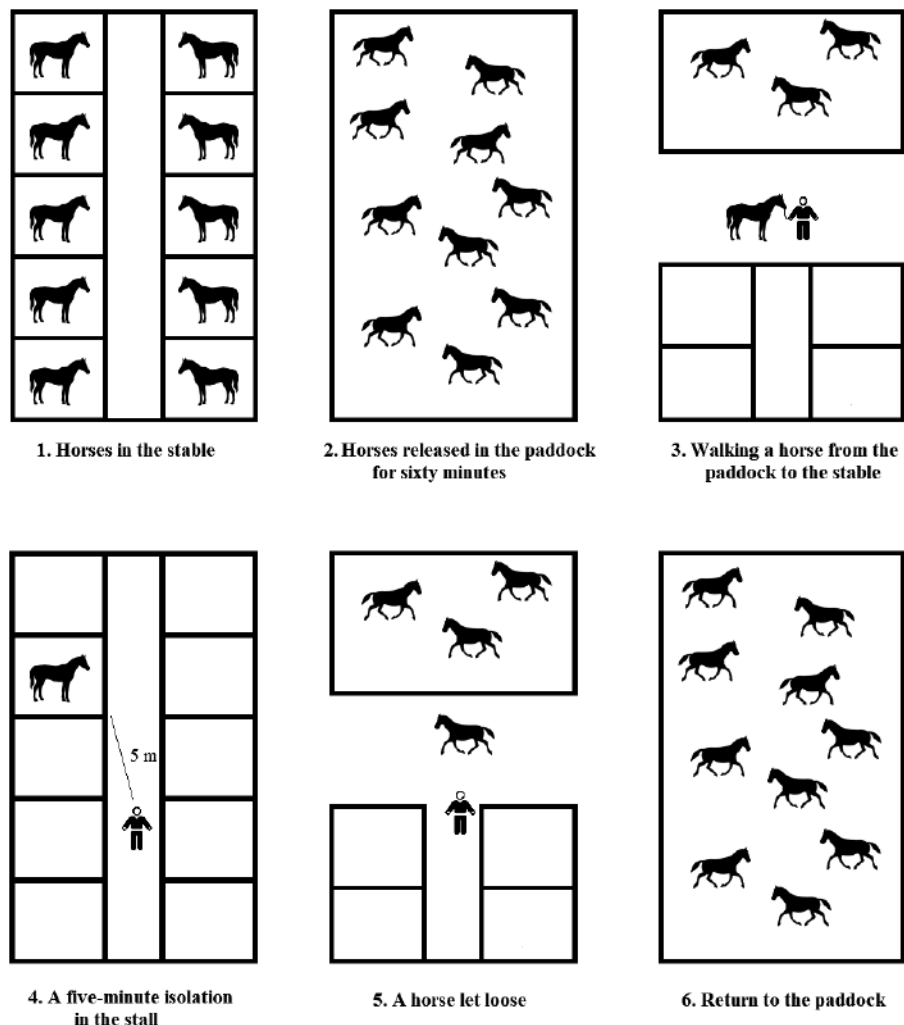 1. Horses in the stable
2. Horses released in the paddock
for sixty minutes
3. Walking a horse from the
paddock to the stable
5 m
4. A five-minute isolation
in the stall
5. A horse let loose
6. Return to the paddock